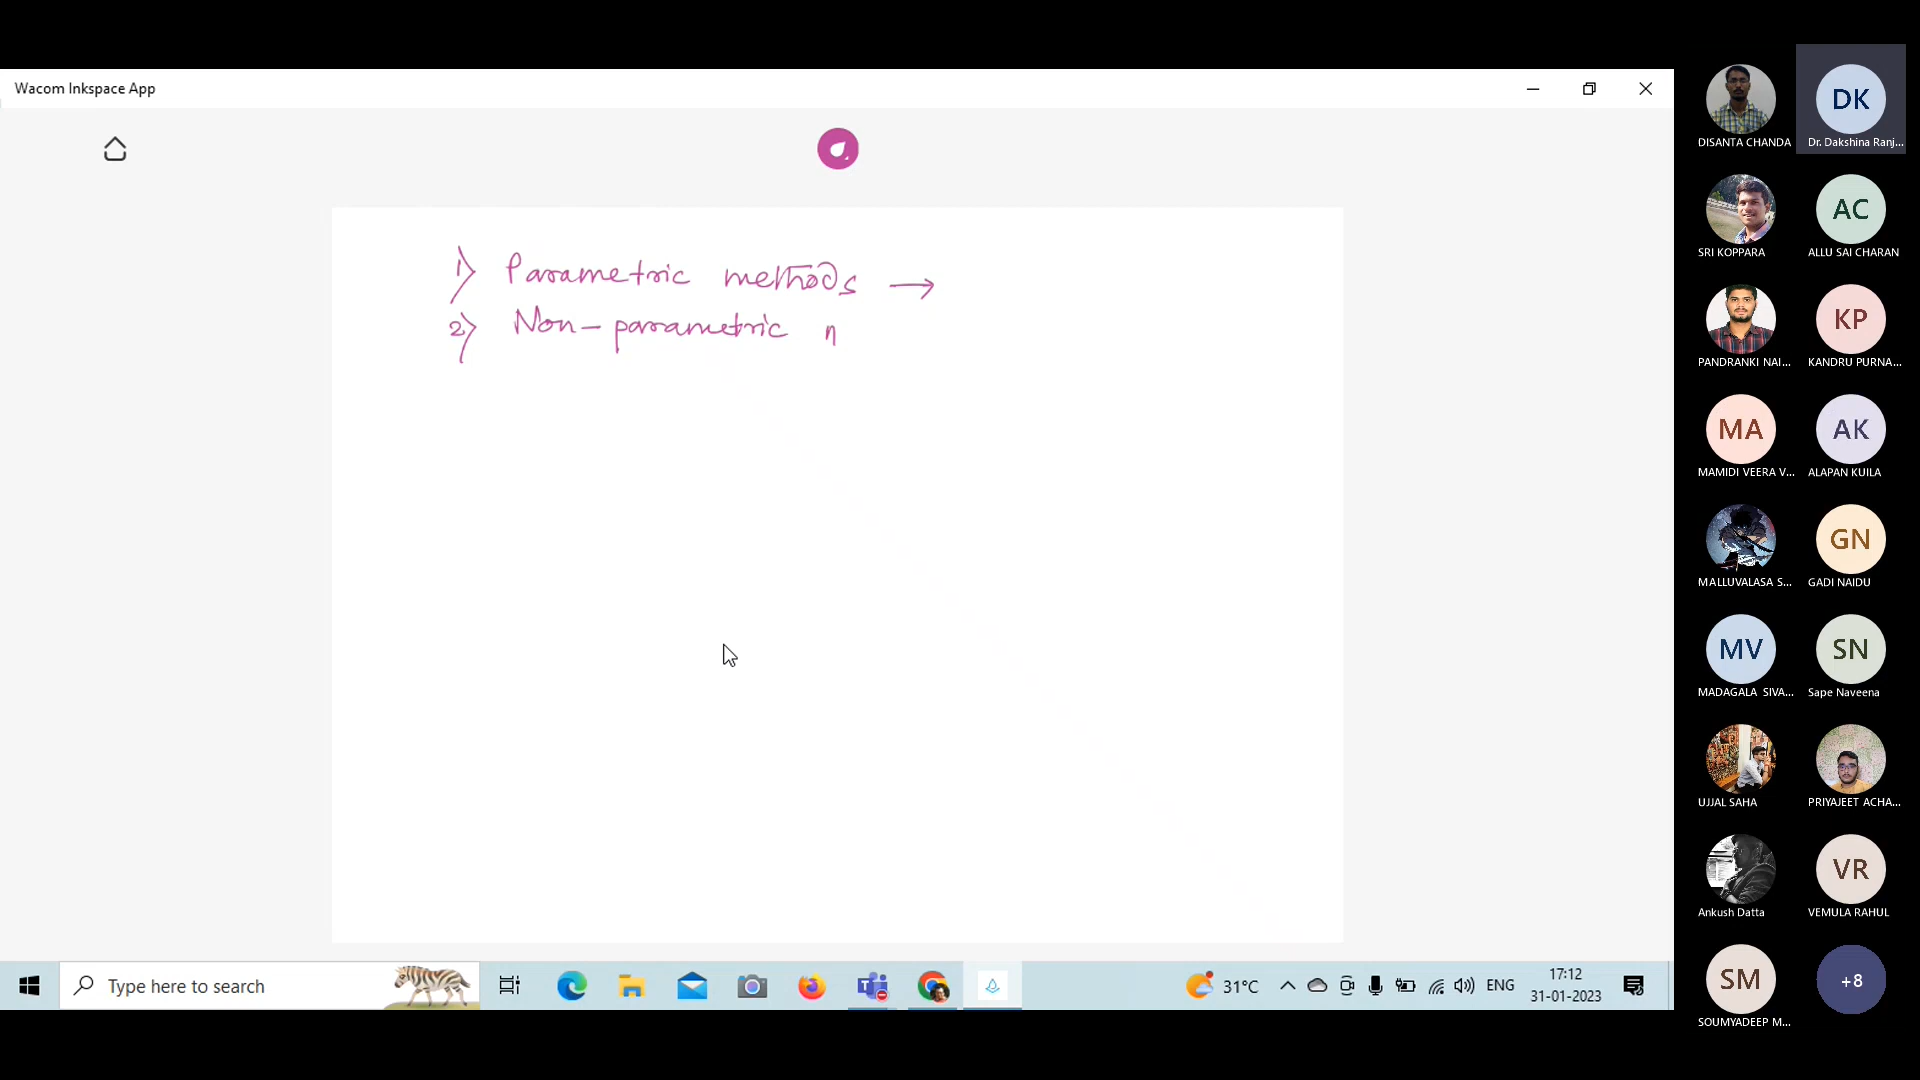 Wacom Inkspace App
1) Parametric methods →
2) Non-parametric "
Type here to search
31°C
ENG
17:12
31-01-2023
DISANTA CHANDA
DK
Dr. Dakshina Ranj...
SRI KOPPARA
AC
ALLU SAI CHARAN
PANDRANKI NAI...
KP
KANDRU PURNA...
MA
MAMIDI VEERA V...
AK
ALAPAN KUILA
MALLUVALASA S...
GN
GADI NAIDU
MV
MADAGALA SIVA...
SN
Sape Naveena
UJJAL SAHA
PRIYAJEET ACHA...
Ankush Datta
VR
VEMULA RAHUL
SM
SOUMYADEEP M...
+8